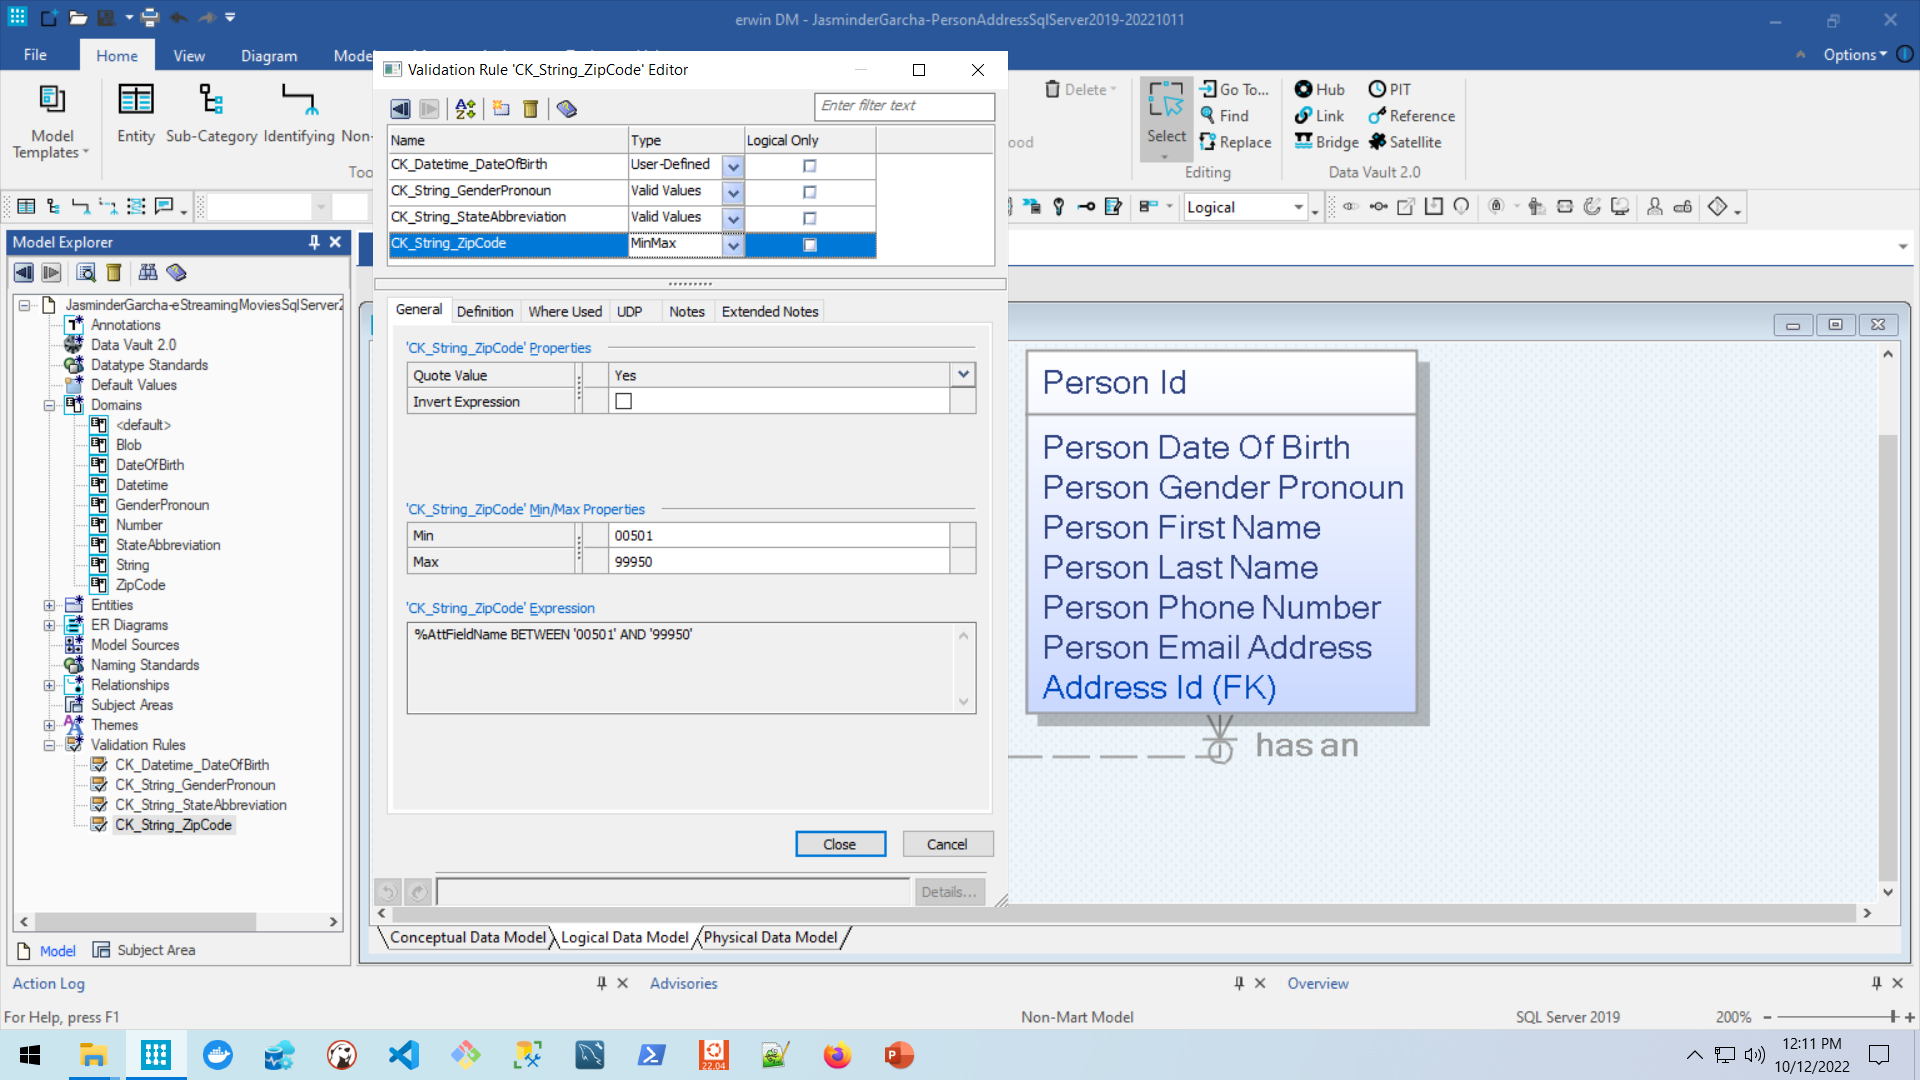 erwin DM - JasminderGarcha-PersonAddressSqlServer2019-20221011
File
Home
View
Diagram
Options
Model
Templates
Entity
Sub-Category
Identifying
Delete
Select
Go To...
Find
Replace
Editing
Hub
Link
Bridge
PIT
Reference
Satellite
Data Vault 2.0
Logical
Validation Rule 'CK_String_ZipCode' Editor
Enter filter text
Name
Type
Logical Only
CK_Datetime_DateOfBirth
User-Defined
CK_String_GenderPronoun
Valid Values
CK_String_StateAbbreviation
Valid Values
CK_String_ZipCode
MinMax
General
Definition
Where Used
UDP
Notes
Extended Notes
'CK_String_ZipCode' Properties
Quote Value
Yes
Invert Expression
'CK_String_ZipCode' Min/Max Properties
Min
00501
Max
99950
'CK_String_ZipCode' Expression
%AttFieldName BETWEEN '00501' AND '99950'
Close
Cancel
Details...
Model Explorer
JasminderGarcha-eStreamingMoviesSqlServer2
Annotations
Data Vault 2.0
Datatype Standards
Default Values
Domains
<default>
Blob
DateOfBirth
Datetime
GenderPronoun
Number
StateAbbreviation
String
ZipCode
Entities
ER Diagrams
Model Sources
Naming Standards
Relationships
Subject Areas
Themes
Validation Rules
CK_Datetime_DateOfBirth
CK_String_GenderPronoun
CK_String_StateAbbreviation
CK_String_ZipCode
Model
Subject Area
Person Id
Person Date Of Birth
Person Gender Pronoun
Person First Name
Person Last Name
Person Phone Number
Person Email Address
Address Id (FK)
has an
Conceptual Data Model
Logical Data Model
Physical Data Model
Action Log
Advisories
Overview
For Help, press F1
Non-Mart Model
SQL Server 2019
200%
22.04
12:11 PM
10/12/2022